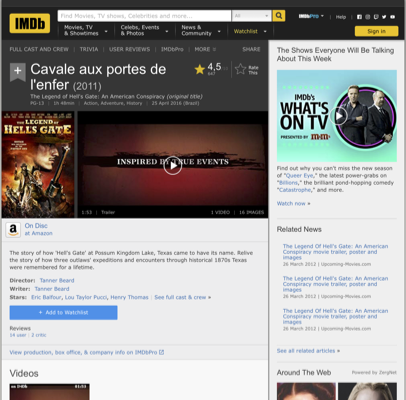 IMDb
Find Movies, TV shows, Celebrities and more...
All
IMDbPro
Help
Movies, TV
& Showtimes
Celebs, Events
& Photos
News &
Community
Watchlist
Sign in
FULL CAST AND CREW | TRIVIA | USER REVIEWS | IMDbPro | MORE
SHARE
Cavale aux portes de
l'enfer (2011)
4,5
Rate
This
The Legend of Hell's Gate: An American Conspiracy (original title)
PG-13 | 1h 48min | Action, Adventure, History | 25 April 2016 (Brazil)
THE LEGEND OF
HELLS GATE
INSPIRED BY TRUE EVENTS
1:53 | Trailer
1 VIDEO | 16 IMAGES
On Disc
at Amazon
The story of how 'Hell's Gate' at Possum Kingdom Lake, Texas came to have its name. Relive
the story of how three outlaws' expeditions and encounters through historical 1870s Texas
were remembered for a lifetime.
Director: Tanner Beard
Writer: Tanner Beard
Stars: Eric Balfour, Lou Taylor Pucci, Henry Thomas | See full cast & crew »
+ Add to Watchlist
Reviews
14 user | 2 critic
View production, box office, & company info on IMDbPro
Videos
The Shows Everyone Will Be Talking
About This Week
IMDb's
WHAT'S
ON TV
PRESENTED BY
Find out why you can't miss the new season
of "Queer Eye," the latest power-grabs on
"Billions," the brilliant pond-hopping comedy
"Catastrophe," and more.
Watch now »
Related News
The Legend Of Hell's Gate: An American
Conspiracy movie trailer, poster and
images
26 March 2012 | Upcoming-Movies.com
The Legend Of Hell's Gate: An American
Conspiracy movie trailer, poster and
images
26 March 2012 | Upcoming-Movies.com
The Legend Of Hell's Gate: An American
Conspiracy movie trailer, poster and
images
26 March 2012 | Upcoming-Movies.com
See all related articles »
Around The Web
Powered by ZergNet